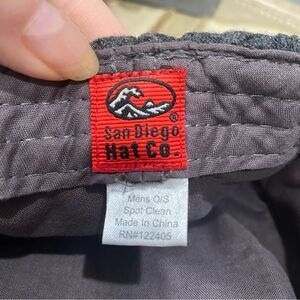 ®
San Diego
Hat Co.
Mens O/S
Spot Clean
Made In China
RN#122405